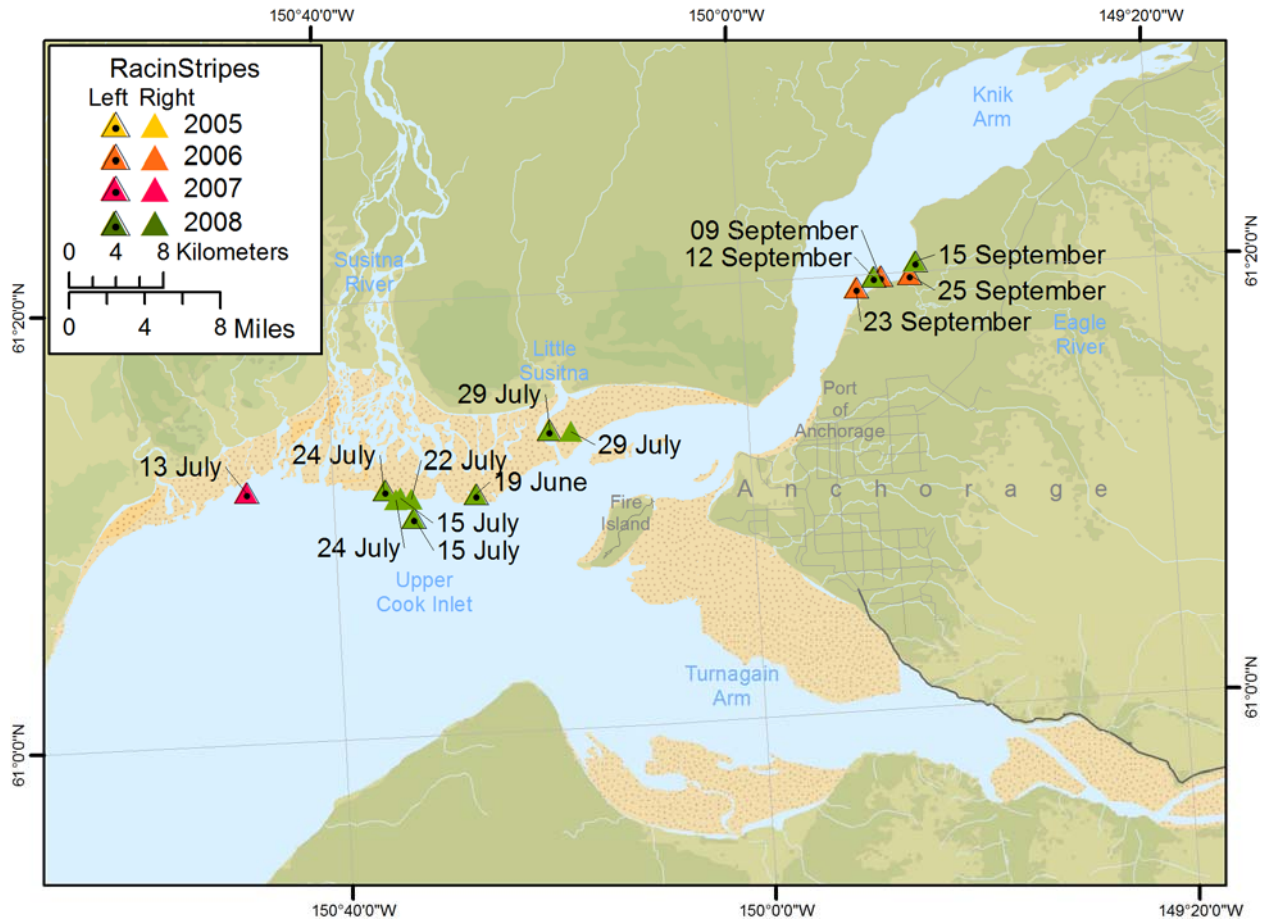 150°40'0"W
150°0'0"W
149°20'0"W
RacinStripes
Left Right
2005
2006
2007
2008
0 4 8 Kilometers
0 4 8 Miles
Knik
Arm
Susitna
River
09 September
12 September
15 September
25 September
23 September
Eagle
River
61°20'0"N
61°20'0"N
Little
Susitna
29 July
29 July
Port
of
Anchorage
13 July
24 July
22 July
19 June
15 July
15 July
24 July
Fire
Island
Anchorage
Upper
Cook Inlet
Turnagain
Arm
61°0'0"N
61°0'0"N
150°40'0"W
150°0'0"W
149°20'0"W